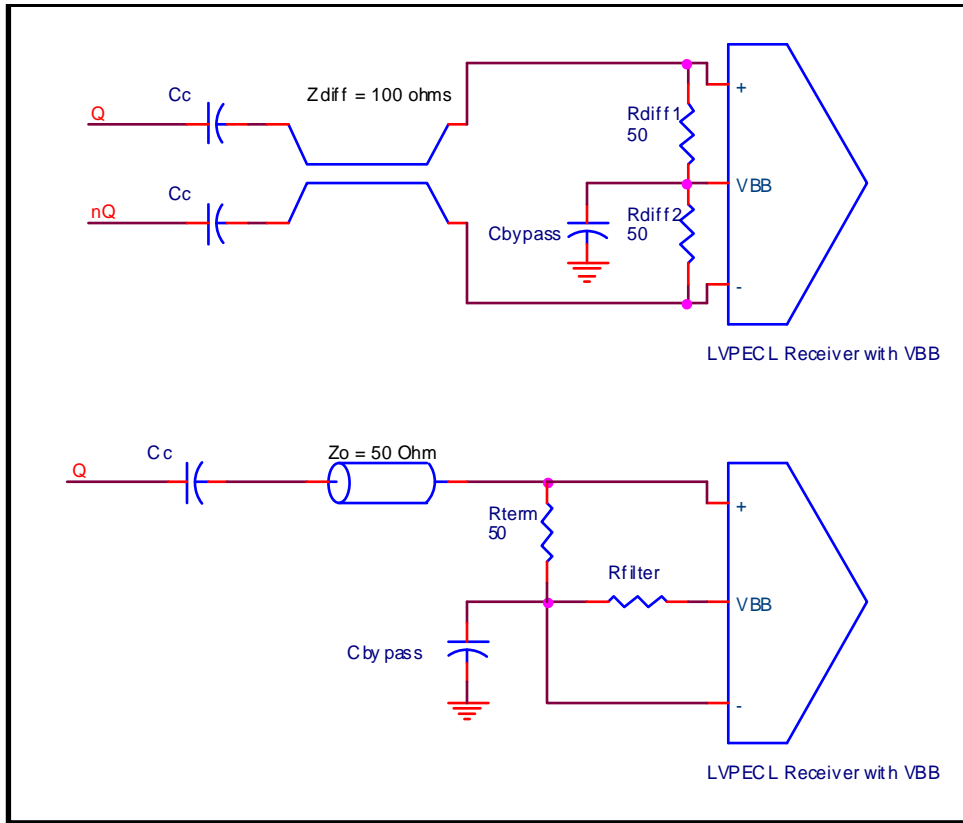 Cc
Zdiff = 100 ohms
Q
+
Rdiff1
50
VBB
Cc
nQ
Rdiff2
50
Cbypass
-
LVPECL Receiver with VBB
Cc
Zo = 50 Ohm
Q
+
Rterm
50
Rfilter
VBB
Cbypass
-
LVPECL Receiver with VBB